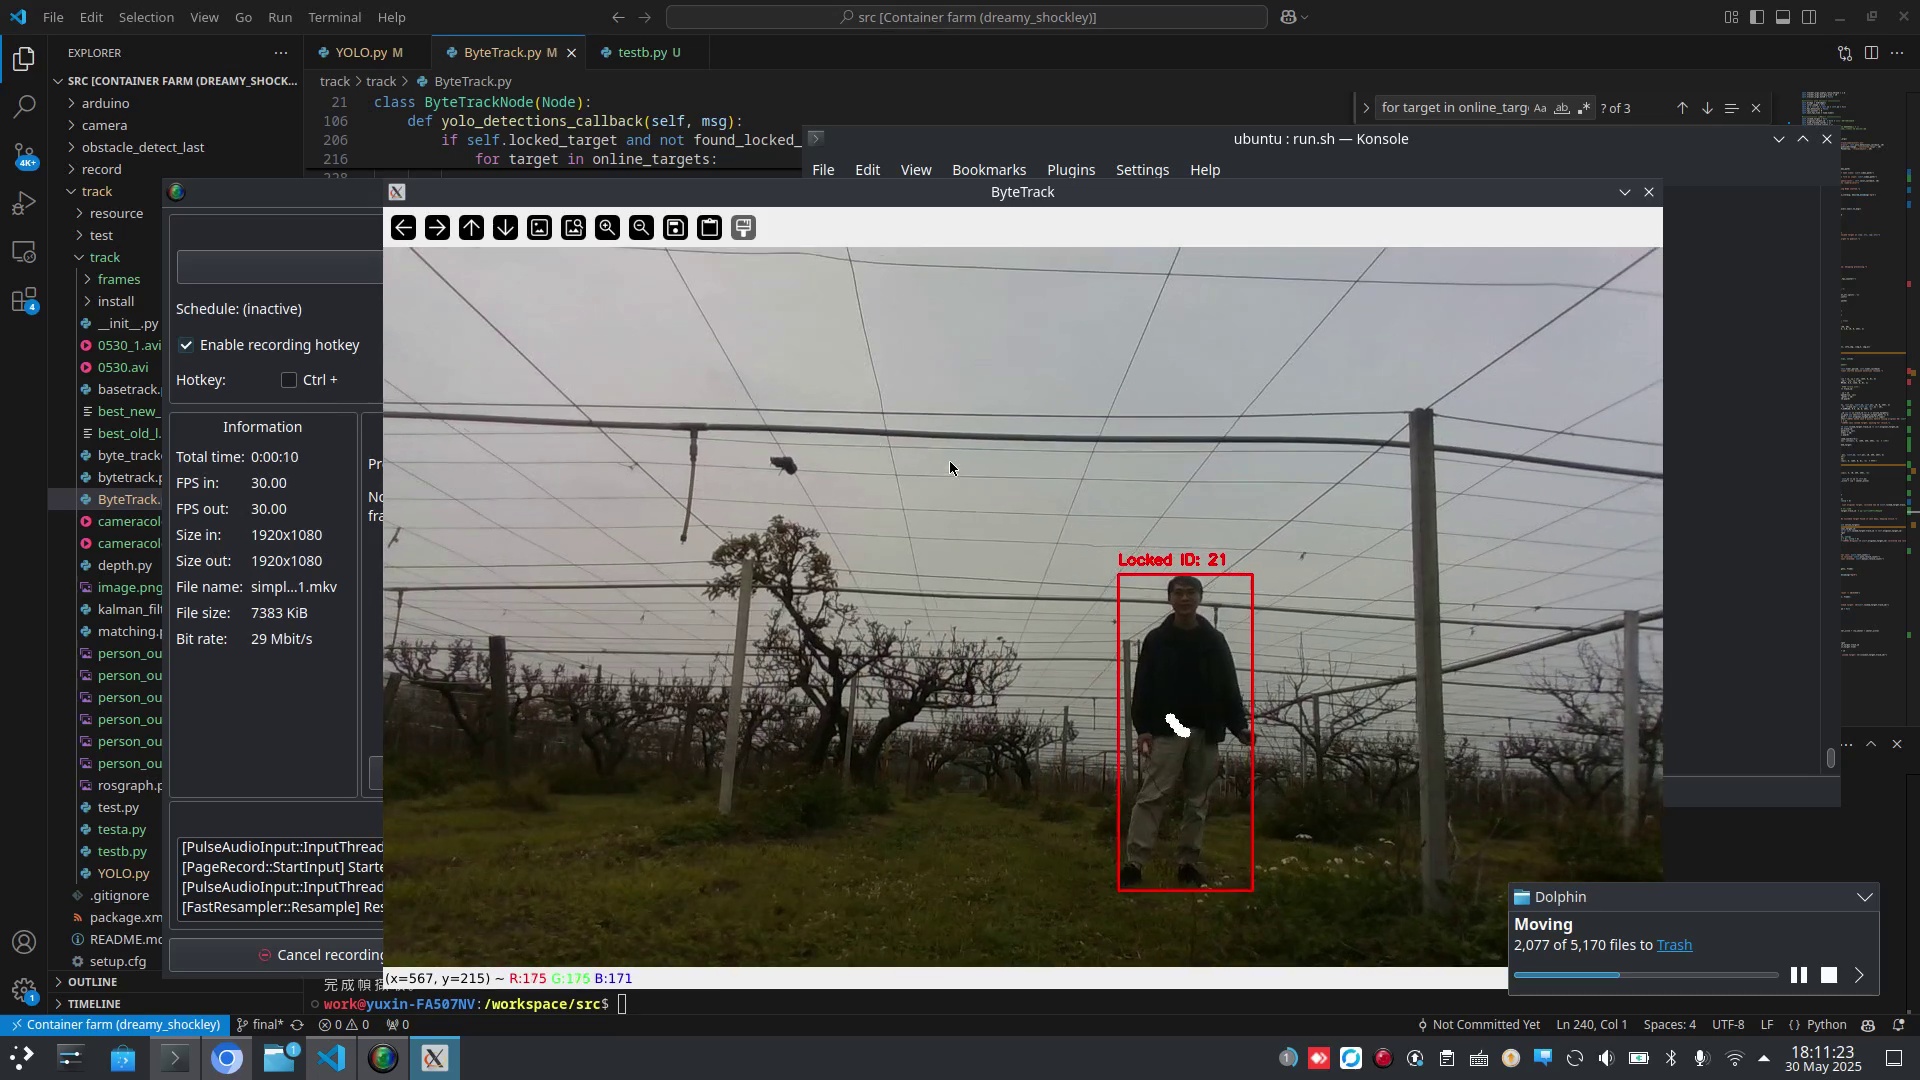 File Edit Selection View Go Run Terminal Help
src [Container farm (dreamy_shockley)]
EXPLORER
YOLO.py M
ByteTrack.py M
testb.py U
SRC [CONTAINER FARM (DREAMY_SHOCK...
track > track > ByteTrack.py
arduino
camera
obstacle_detect_last
record
track
resource
test
track
frames
install
__init__.py
0530_1.avi
0530.avi
basetrack.
best_new_
best_old_l.
byte_track
bytetrack.p
ByteTrack.
cameracol
cameracol
depth.py
image.png
kalman_filt
matching.p
person_ou
person_ou
person_ou
person_ou
person_ou
person_ou
rosgraph.p
test.py
testa.py
testb.py
YOLO.py
.gitignore
package.xm
README.md
setup.cfg
OUTLINE
TIMELINE
21 class ByteTrackNode(Node):
106 def yolo_detections_callback(self, msg):
206 if self.locked_target and not found_locked_
216 for target in online_targets:
for target in online_targ
Aa ab
? of 3
ubuntu : run.sh — Konsole
File Edit View Bookmarks Plugins Settings Help
ByteTrack
Schedule: (inactive)
Enable recording hotkey
Hotkey: Ctrl +
Information
Total time: 0:00:10
FPS in: 30.00
FPS out: 30.00
Size in: 1920x1080
Size out: 1920x1080
File name: simpl...1.mkv
File size: 7383 KiB
Bit rate: 29 Mbit/s
Pr
No
fra
[PulseAudioInput::InputThread
[PageRecord::StartInput] Starte
[PulseAudioInput::InputThread
[FastResampler::Resample] Res
Cancel recording
Locked ID: 21
(x=567, y=215) ~ R:175 G:175 B:171
Dolphin
Moving
2,077 of 5,170 files to Trash
work@yuxin-FA507NV:/workspace/src$
Container farm (dreamy_shockley)
final*
0 0
0
Not Committed Yet
Ln 240, Col 1
Spaces: 4
UTF-8
LF
Python
4K+
4
1
1
1
18:11:23
30 May 2025